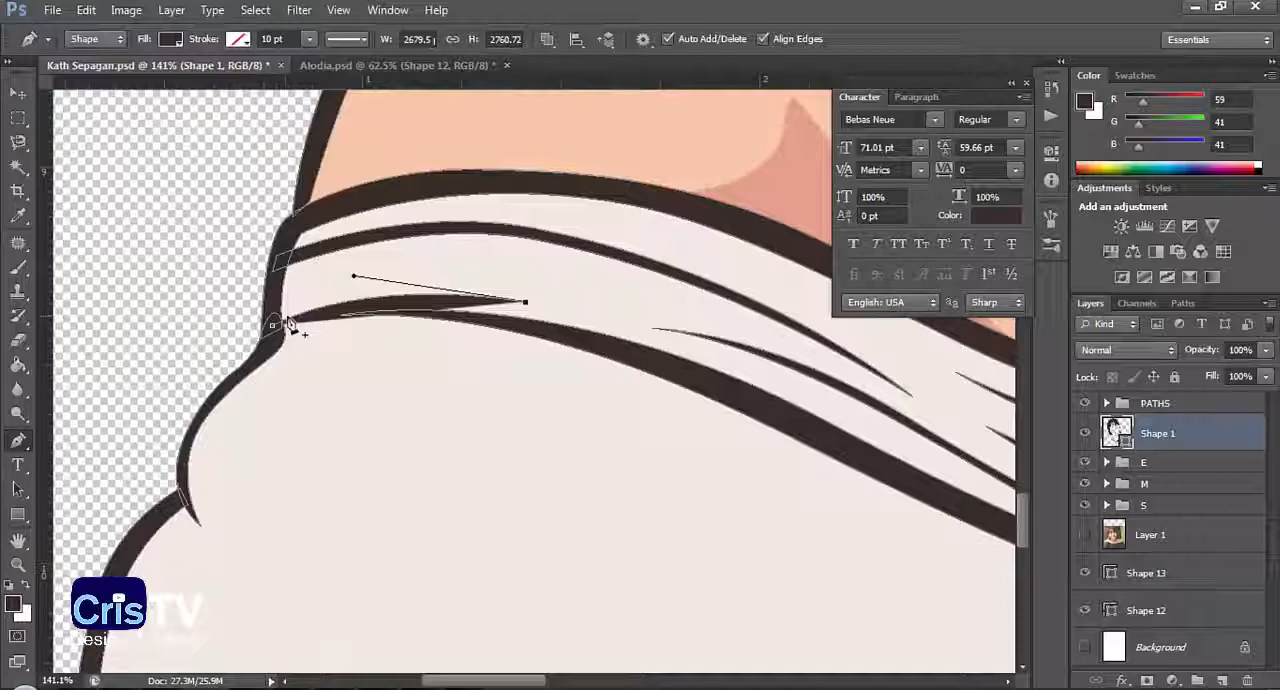 Ps File Edit Image Layer Type Select Filter View Window Help
Shape Fill: Stroke: 10 pt W: 2679.5 H: 2760.72 Auto Add/Delete Align Edges Essentials
Kath Sepagan.psd @ 141% (Shape 1, RGB/8) * × Alodia.psd @ 62.5% (Shape 12, RGB/8) * ×
1 2
9
Character Paragraph
Bebas Neue Regular
71.01 pt 59.66 pt
Metrics 0
100% 100%
0 pt Color:
English: USA Sharp
Color Swatches
R 59
G 41
B 41
Adjustments Styles
Add an adjustment
Layers Channels Paths
Kind
Normal Opacity: 100%
Lock: Fill: 100%
PATHS
Shape 1
E
M
S
Layer 1
Shape 13
Shape 12
Background
CrisTV
desig
141.1% Doc: 27.3M/25.9M